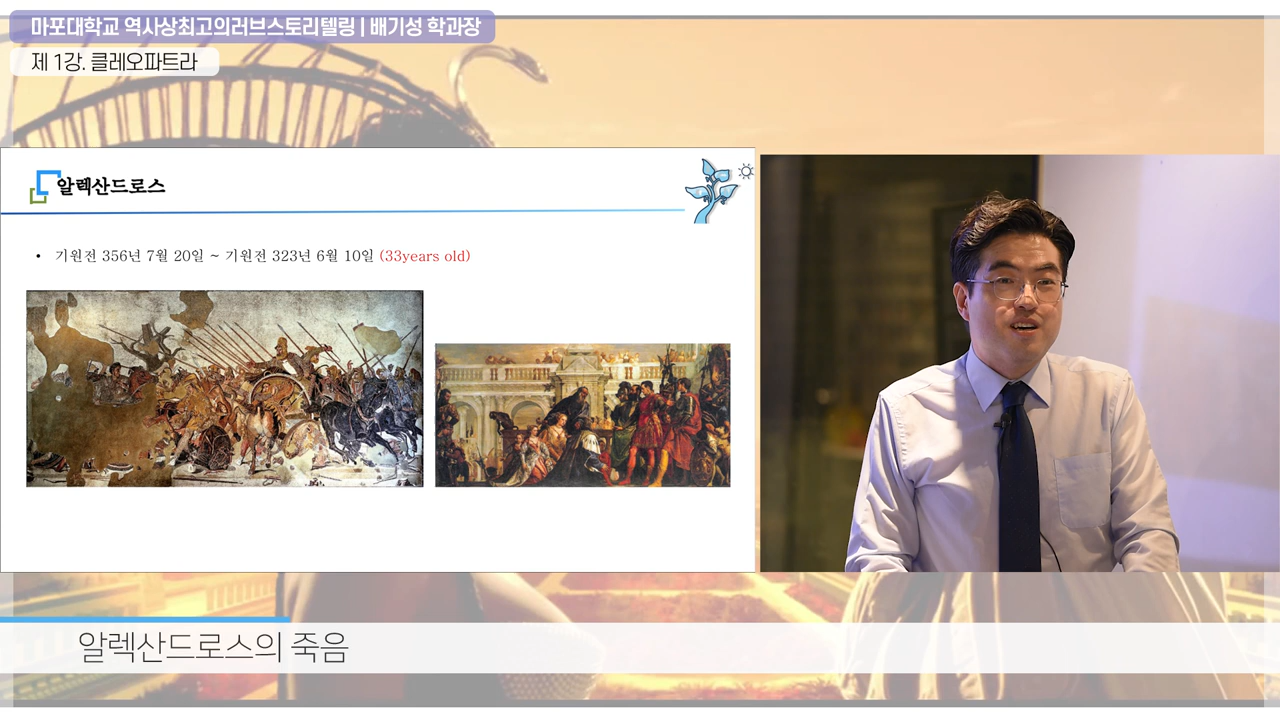 마포대학교 역사상최고의러브스토리텔링 | 배기성 학과장
제 1강. 클레오파트라
알렉산드로스
• 기원전 356년 7월 20일 ~ 기원전 323년 6월 10일 (33years old)
알렉산드로스의 죽음